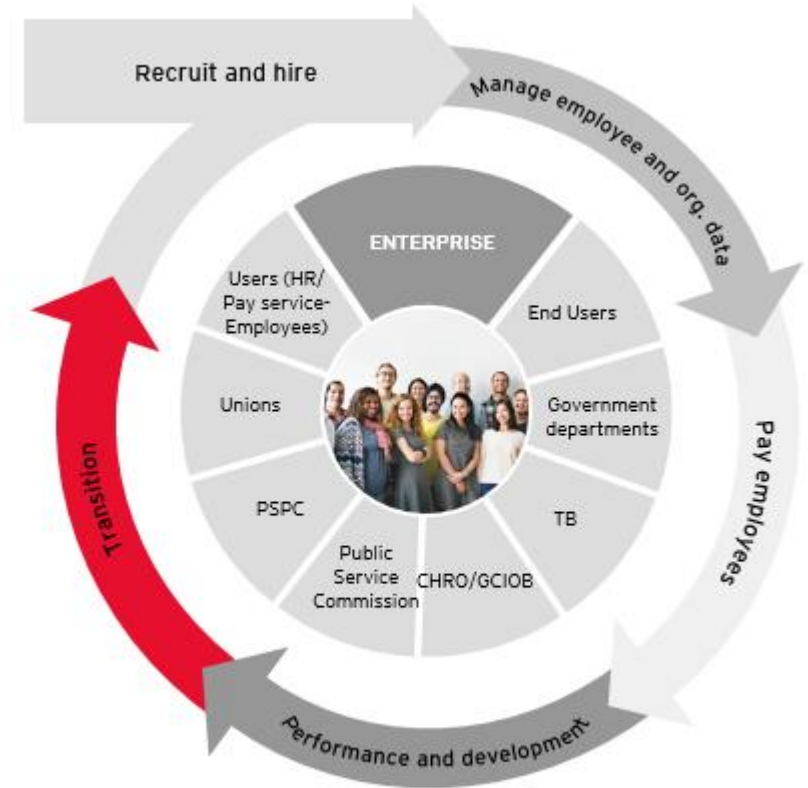 Recruit and hire
Manage employee and org. data
Pay employees
Performance and development
Transition
ENTERPRISE
End Users
Government
departments
TB
CHRO/GCIOB
Public
Service
Commission
PSPC
Unions
Users (HR/
Pay service-
Employees)